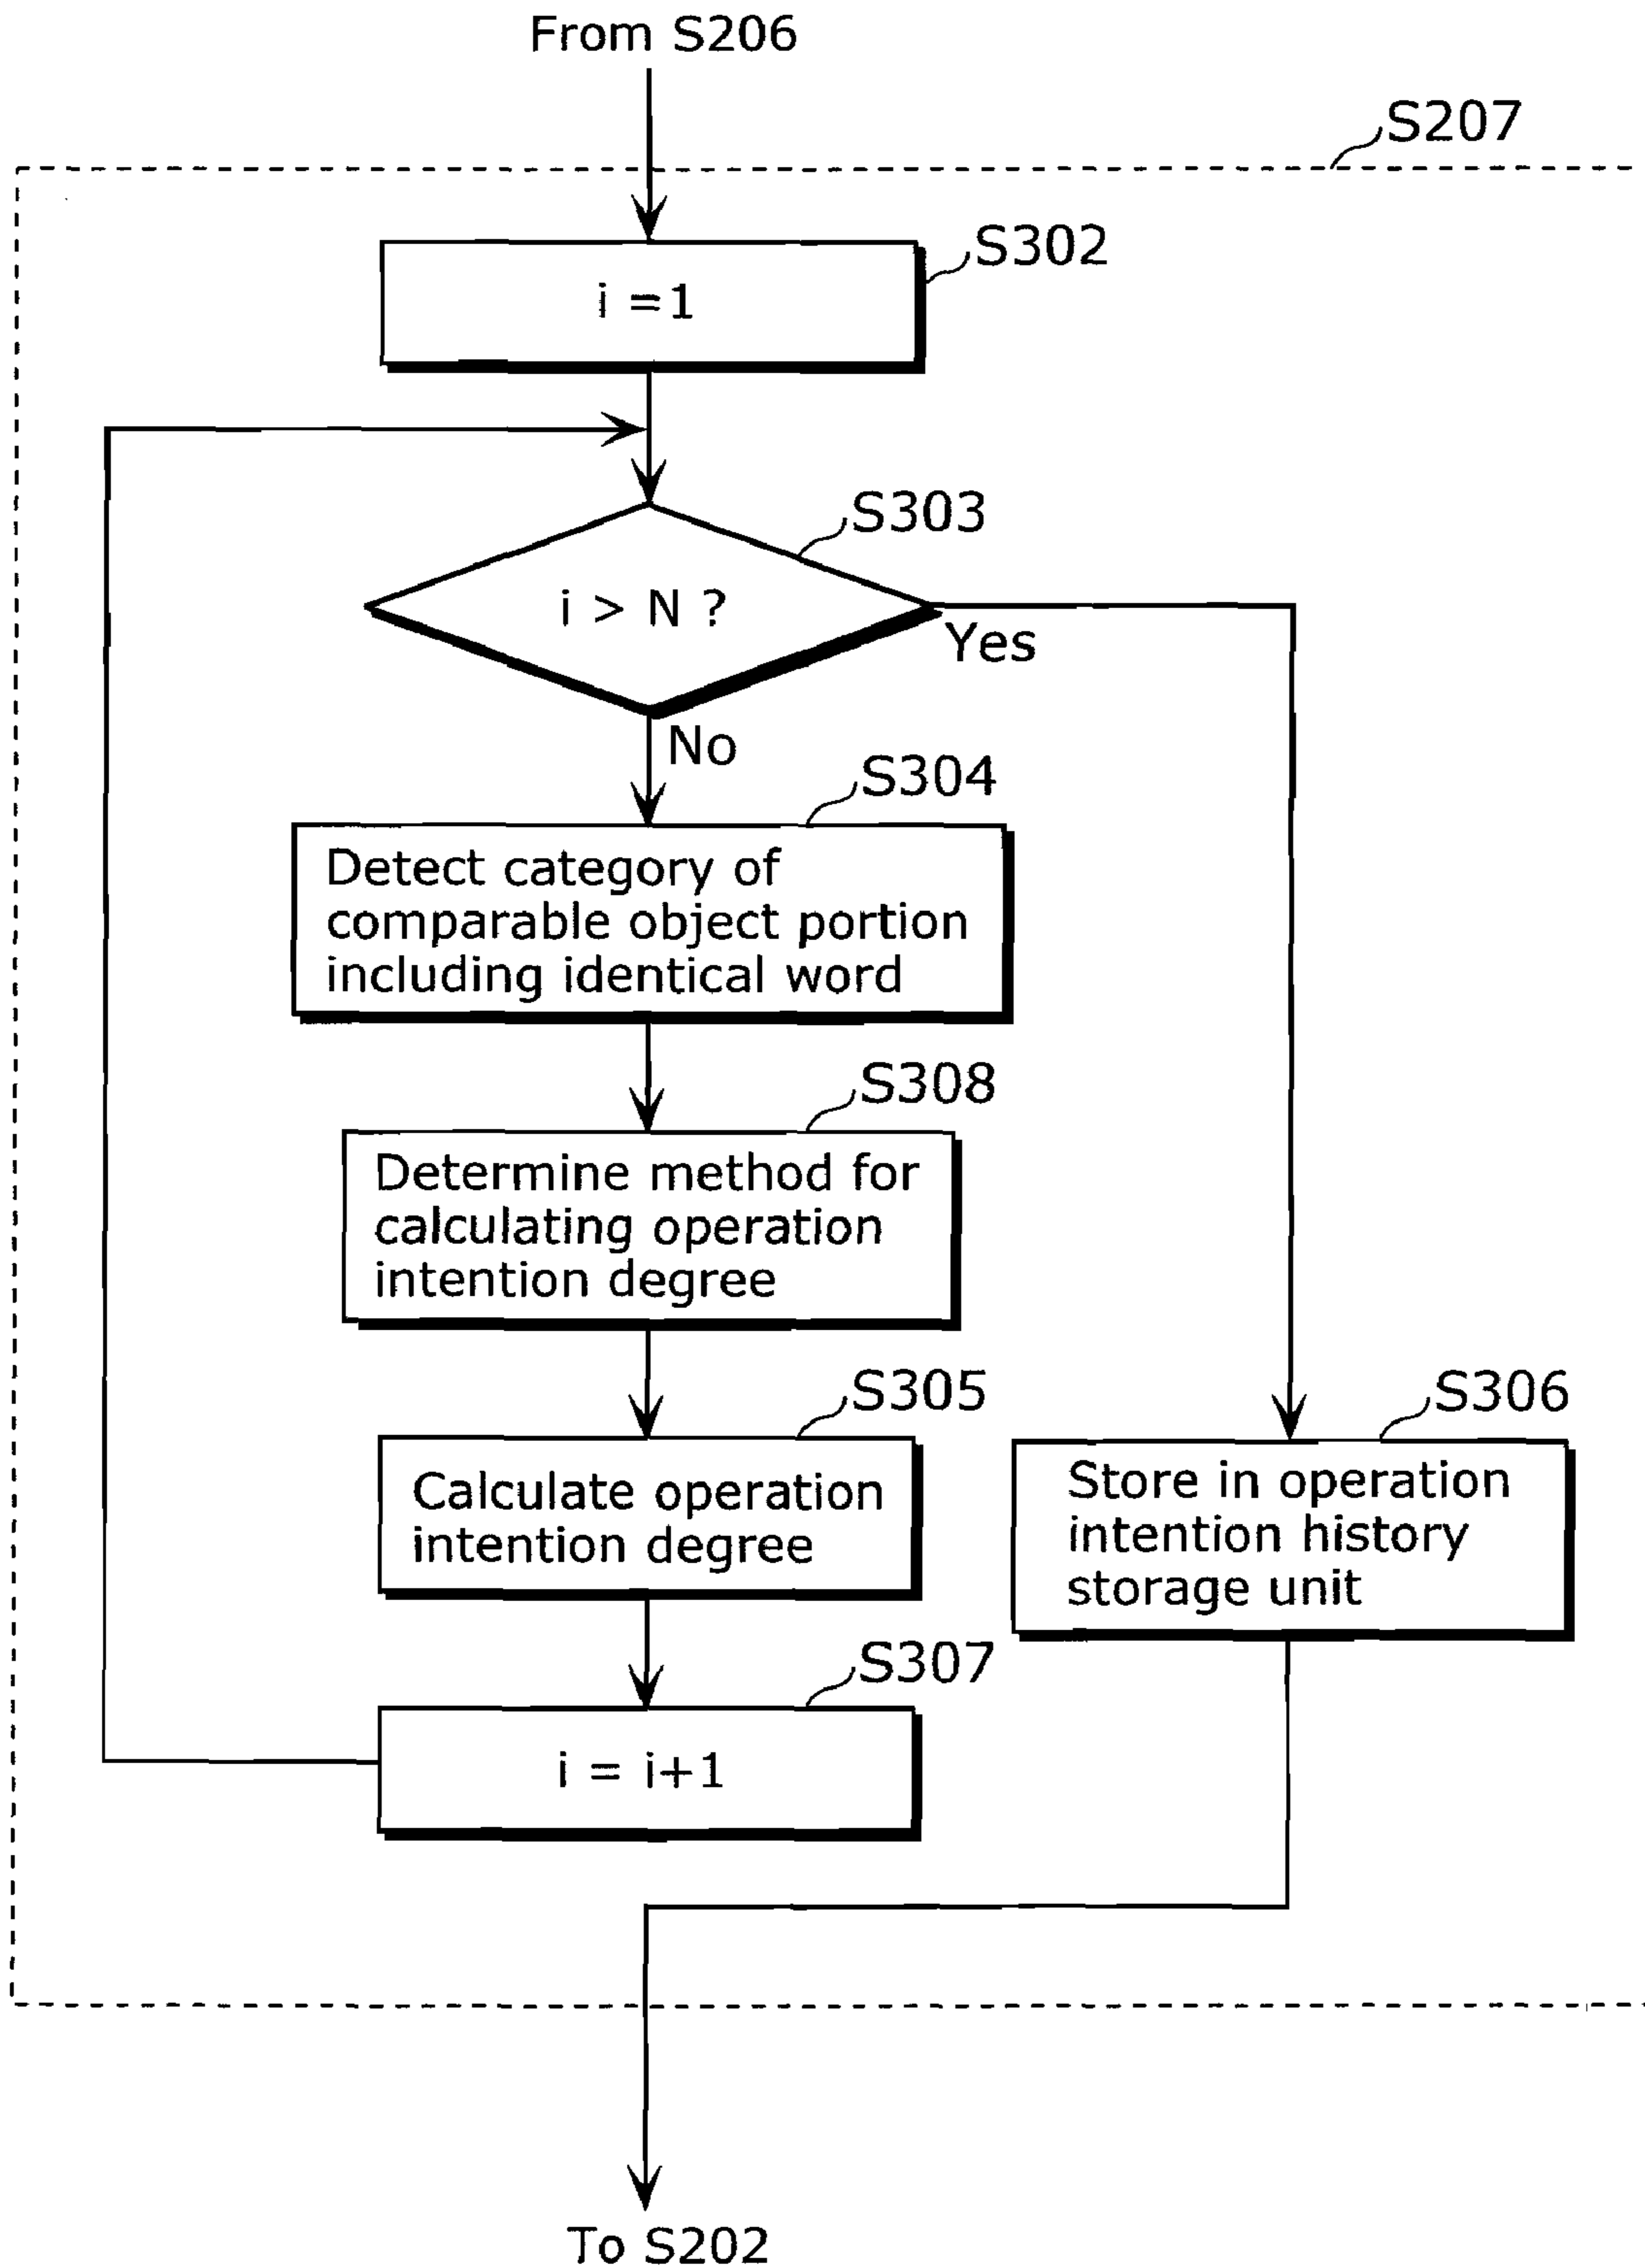 From S206
S207
S302
i =1
S303
i > N ?
Yes
No
S304
Detect category of
comparable object portion
including identical word
S308
Determine method for
calculating operation
intention degree
S305
Calculate operation
intention degree
S306
Store in operation
intention history
storage unit
S307
i = i+1
To S202